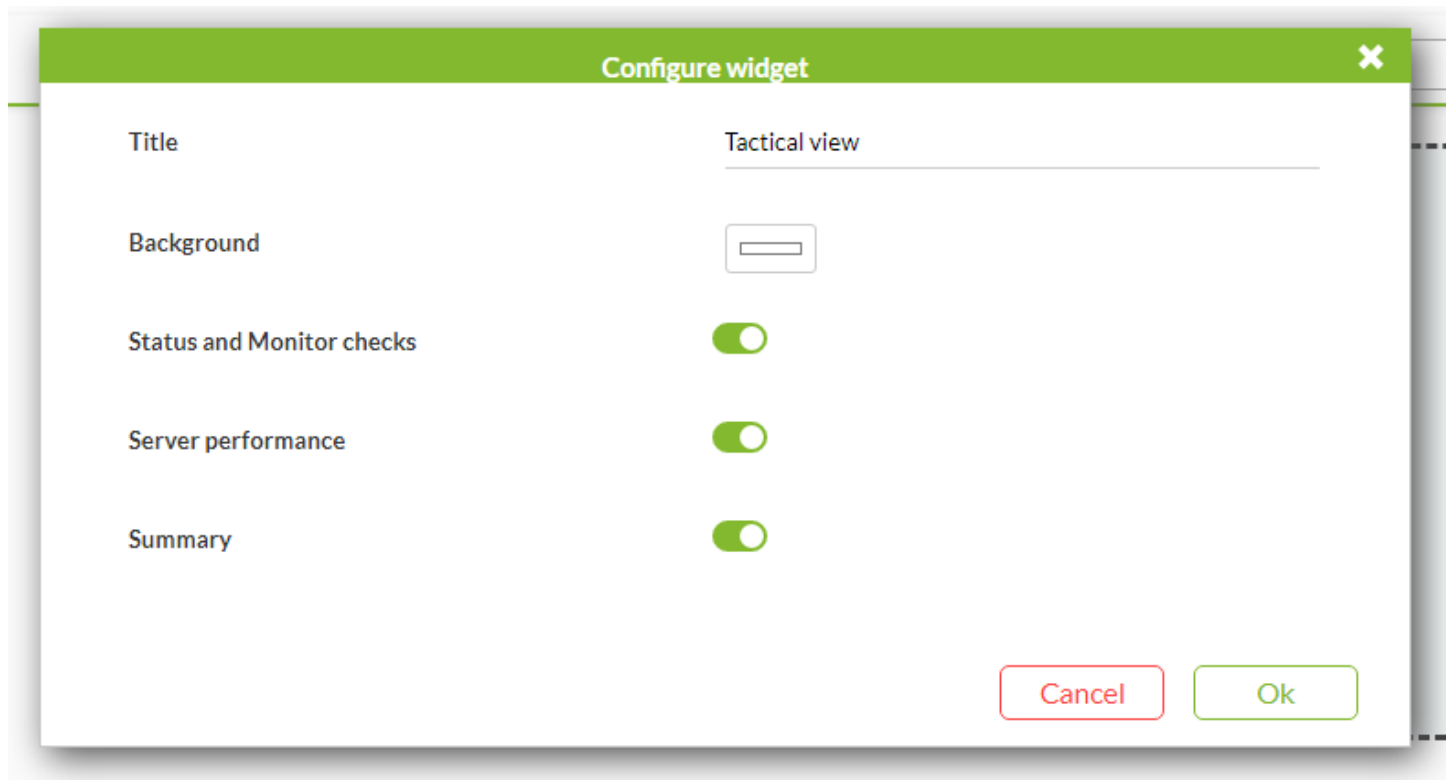 Configure widget
Title
Tactical view
Background
Status and Monitor checks
Server performance
Summary
Cancel
Ok